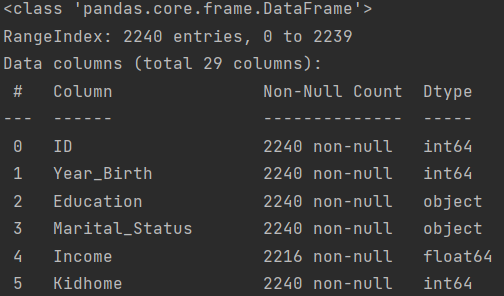 <class 'pandas.core.frame.DataFrame'>
RangeIndex: 2240 entries, 0 to 2239
Data columns (total 29 columns):
 #   Column               Non-Null Count  Dtype
---  ------               --------------  -----
 0   ID                   2240 non-null   int64
 1   Year_Birth           2240 non-null   int64
 2   Education            2240 non-null   object
 3   Marital_Status       2240 non-null   object
 4   Income               2216 non-null   float64
 5   Kidhome              2240 non-null   int64